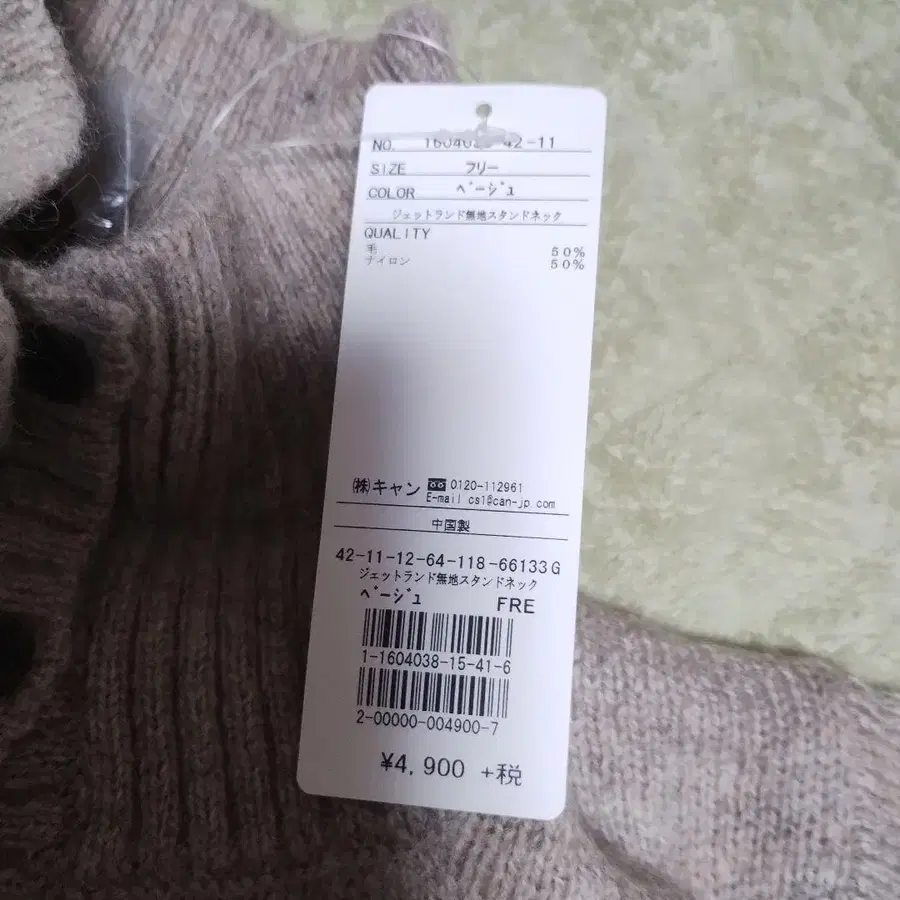 NO. 1604038-42-11
SIZE フリー
COLOR ベージュ
ジェットランド無地スタンドネック
QUALITY
毛 50%
ナイロン 50%
㈱キャン 0120-112961
E-mail cs1@can-jp.com
中国製
42-11-12-64-118-66133G
ジェットランド無地スタンドネック
ベージュ FRE
1-1604038-15-41-6
2-00000-004900-7
¥4,900 +税